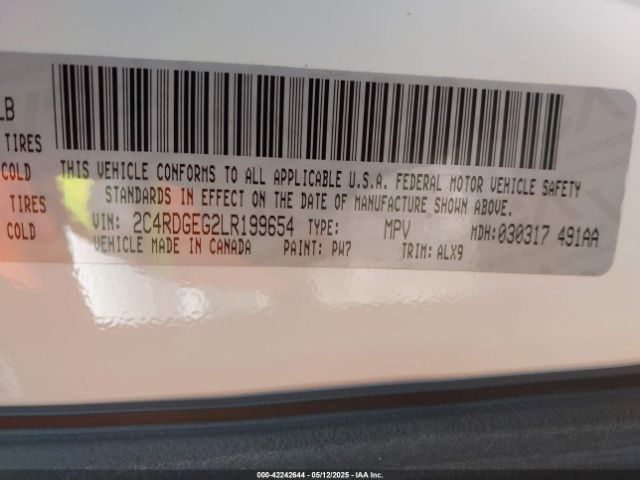 LB
TIRES
COLD
TIRES
COLD
THIS VEHICLE CONFORMS TO ALL APPLICABLE U.S.A. FEDERAL MOTOR VEHICLE SAFETY
STANDARDS IN EFFECT ON THE DATE OF MANUFACTURE SHOWN ABOVE.
VIN: 2C4RDGEG2LR199654 TYPE: MPV MDH:030317 491AA
VEHICLE MADE IN CANADA PAINT: PW7 TRIM: ALX9
000-42242644 | 05/12/2025 | IAA Inc.